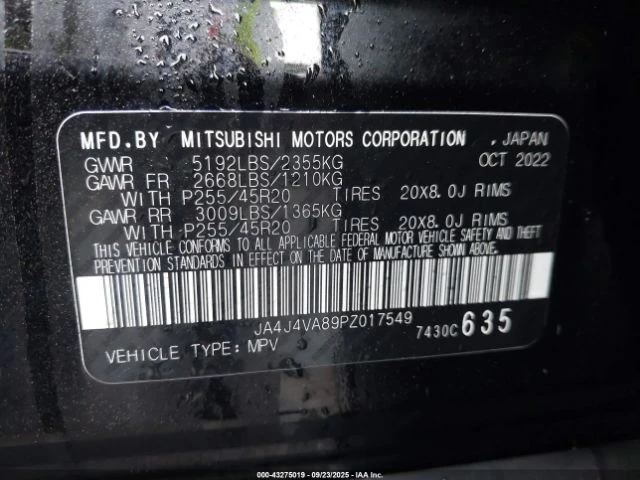 MFD.BY MITSUBISHI MOTORS CORPORATION , JAPAN
GVWR 5192LBS/2355KG OCT 2022
GAWR FR 2668LBS/1210KG
WITH P255/45R20 TIRES 20X8.0J RIMS
GAWR RR 3009LBS/1365KG
WITH P255/45R20 TIRES 20X8.0J RIMS
THIS VEHICLE CONFORMS TO ALL APPLICABLE FEDERAL MOTOR VEHICLE SAFETY AND THEFT
PREVENTION STANDARDS IN EFFECT ON THE DATE OF MANUFACTURE SHOWN ABOVE.
JA4J4VA89PZ017549 7430C 635
VEHICLE TYPE: MPV
000-43275019 - 09/23/2025 - IAAI.COM